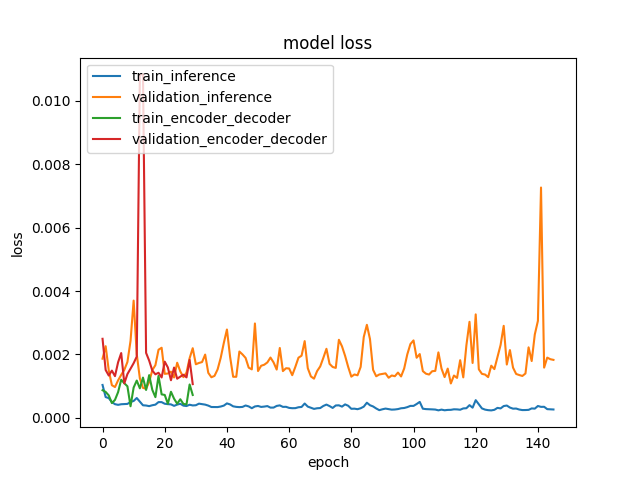 model loss
train_inference
validation_inference
train_encoder_decoder
validation_encoder_decoder
0.010
0.008
0.006
0.004
0.002
0.000
loss
0 20 40 60 80 100 120 140
epoch